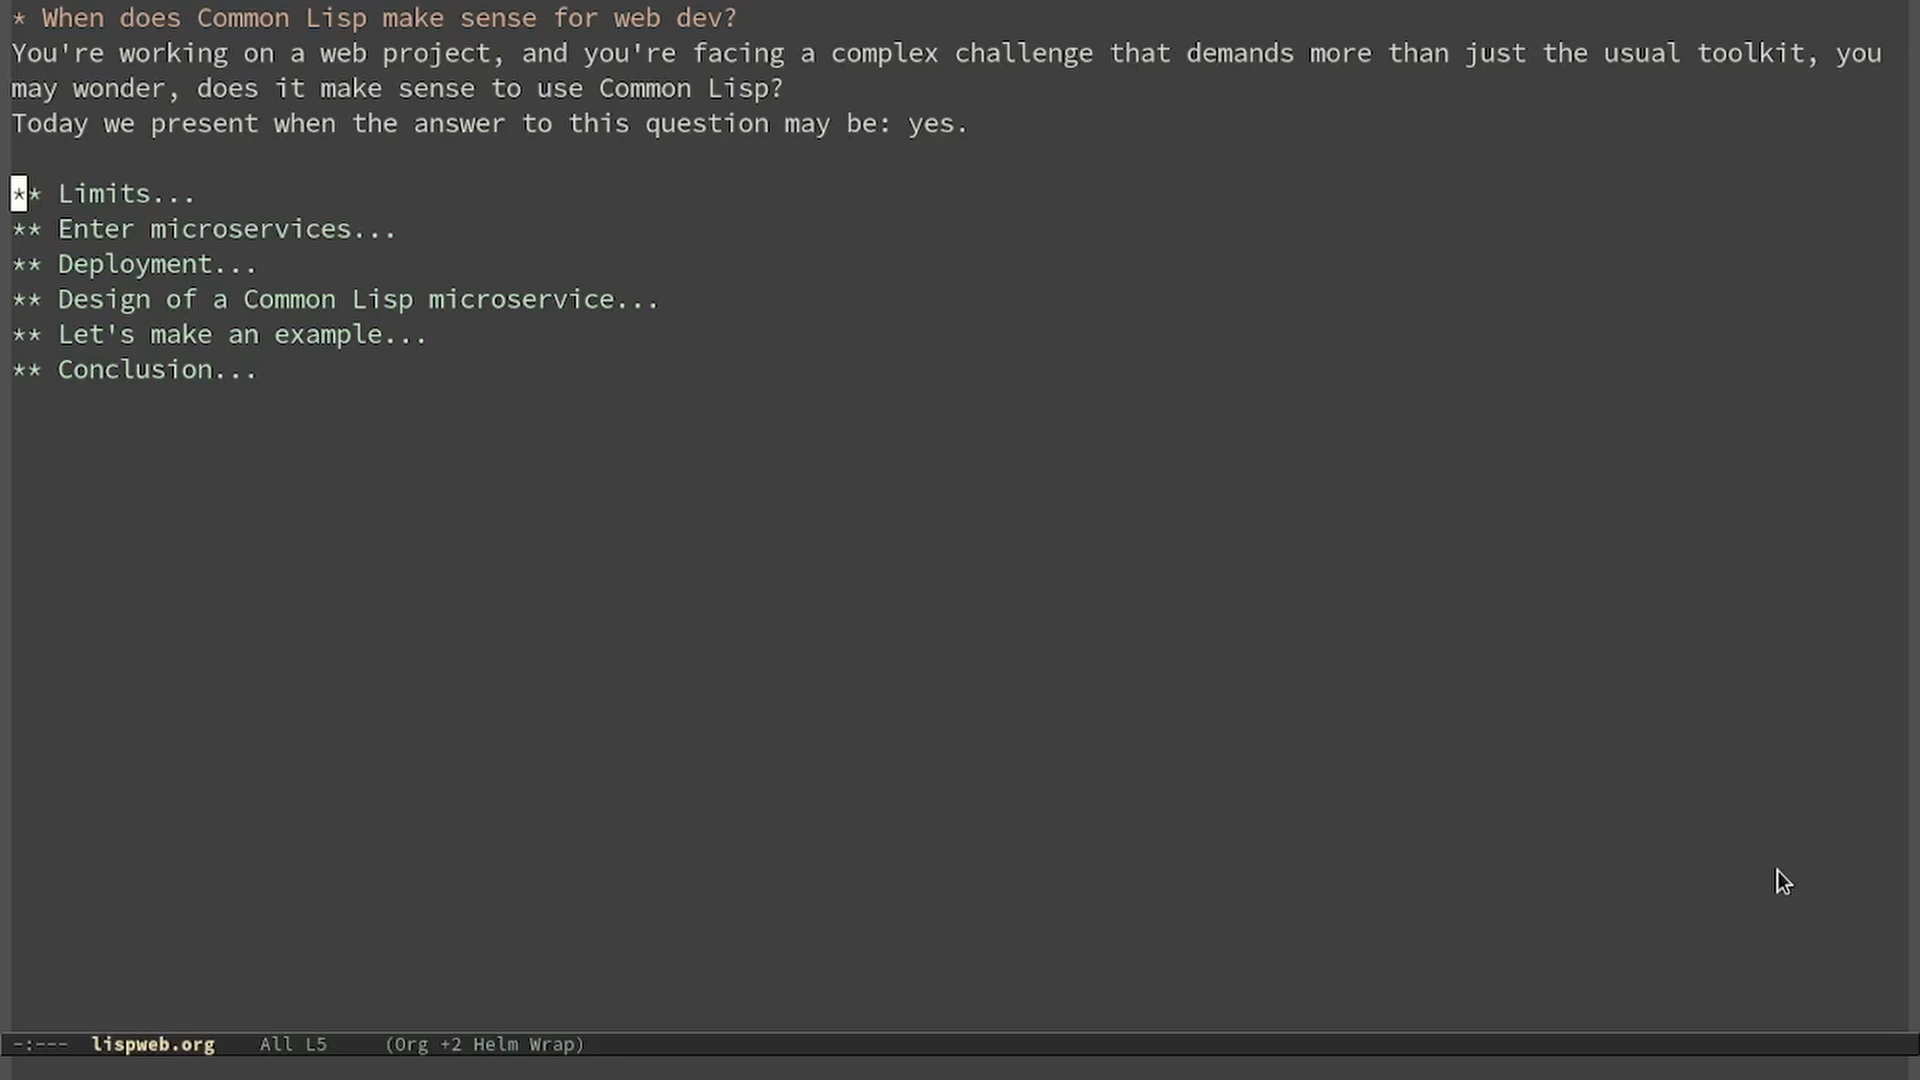 * When does Common Lisp make sense for web dev?
You're working on a web project, and you're facing a complex challenge that demands more than just the usual toolkit, you
may wonder, does it make sense to use Common Lisp?
Today we present when the answer to this question may be: yes.
** Limits...
** Enter microservices...
** Deployment...
** Design of a Common Lisp microservice...
** Let's make an example...
** Conclusion...
-:--- lispweb.org All L5 (Org +2 Helm Wrap)